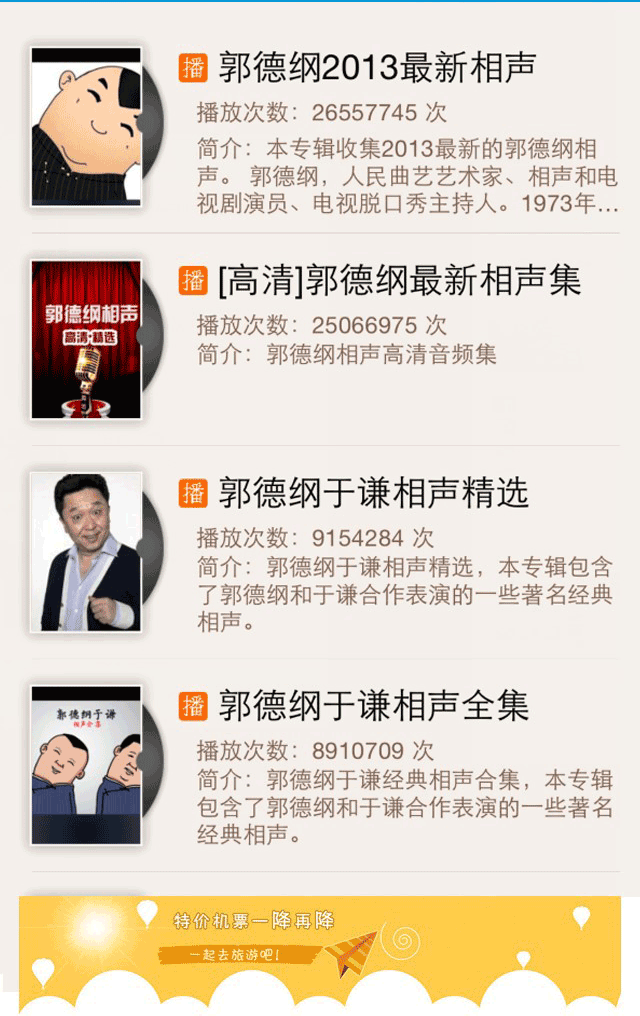 播 郭德纲2013最新相声
播放次数：26557745 次
简介：本专辑收集2013最新的郭德纲相
声。 郭德纲，人民曲艺艺术家、相声和电
视剧演员、电视脱口秀主持人。1973年...
郭德纲相声
高清·精选
播 [高清]郭德纲最新相声集
播放次数：25066975 次
简介：郭德纲相声高清音频集
播 郭德纲于谦相声精选
播放次数：9154284 次
简介：郭德纲于谦相声精选，本专辑包含
了郭德纲和于谦合作表演的一些著名经典
相声。
郭德纲于谦
相声全集
播 郭德纲于谦相声全集
播放次数：8910709 次
简介：郭德纲于谦经典相声合集，本专辑
包含了郭德纲和于谦合作表演的一些著名
经典相声。
特价机票一降再降
一起去旅游吧！